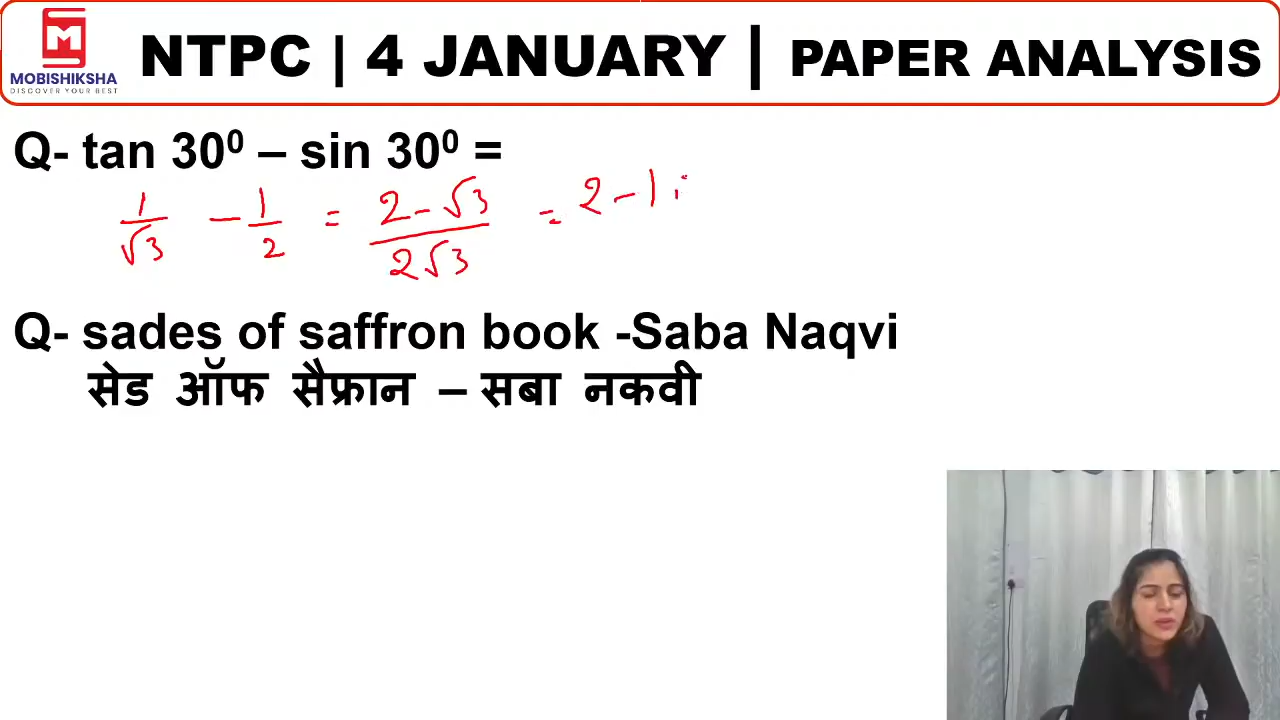 MOBISHIKSHA
DISCOVER YOUR BEST
NTPC | 4 JANUARY | PAPER ANALYSIS
Q- tan 30⁰ – sin 30⁰ =
1/√3 - 1/2 = 2-√3/2√3 = 2-1.
Q- sades of saffron book -Saba Naqvi
सेड ऑफ सैफ्रान – सबा नकवी